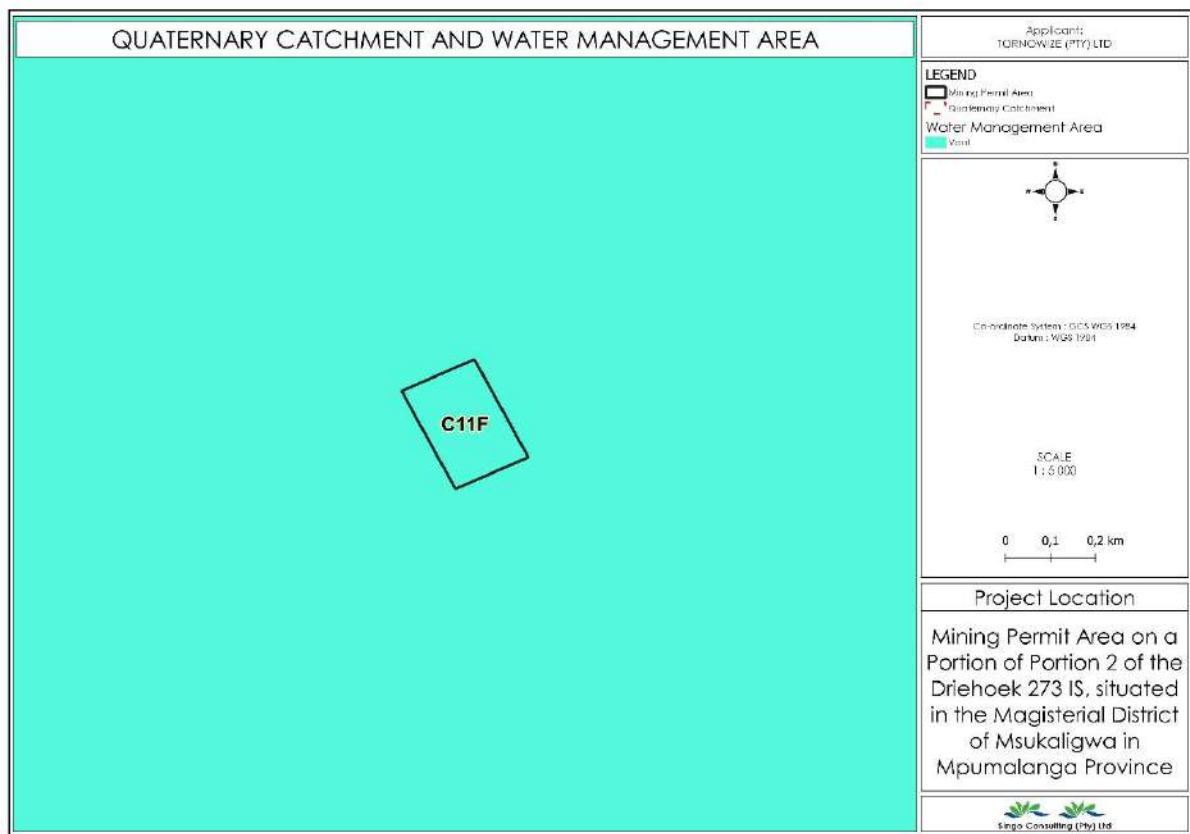 QUATERNARY CATCHMENT AND WATER MANAGEMENT AREA
C11F
Applicant:
TORNOWIZE (PTY) LTD
LEGEND
Mining Permit Area
Quaternary Catchment
Water Management Area
Vaal
Co-ordinate System : GCS WGS 1984
Datum : WGS 1984
SCALE
1 : 5 000
0 0,1 0,2 km
Project Location
Mining Permit Area on a
Portion of Portion 2 of the
Driehoek 273 IS, situated
in the Magisterial District
of Msukaligwa in
Mpumalanga Province
Singo Consulting (Pty) Ltd